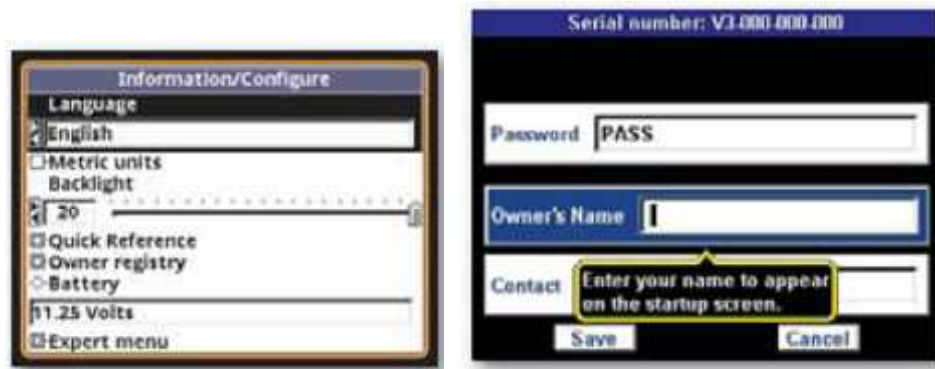 Information/Configure
Language
English
Metric units
Backlight
20
Quick Reference
Owner registry
Battery
11.25 Volts
Expert menu
Serial number: V3-000-000-000
Password PASS
Owner's Name
Contact
Enter your name to appear
on the startup screen.
Save Cancel